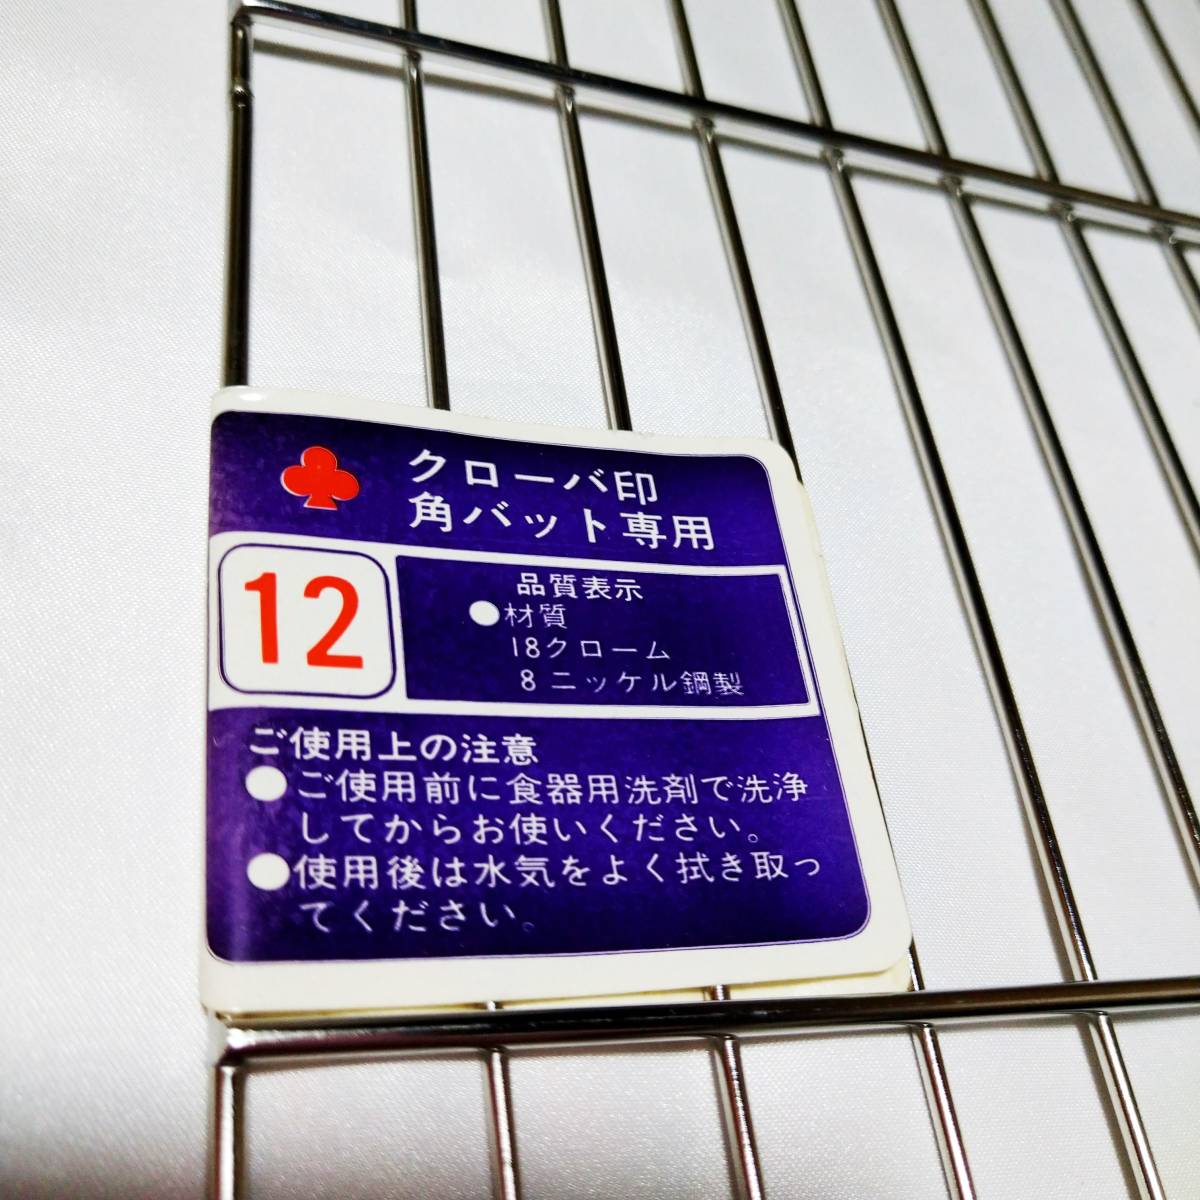 クローバ印
角バット専用
12
品質表示
●材質
18クローム
8ニッケル鋼製
ご使用上の注意
●ご使用前に食器用洗剤で洗浄
してからお使いください。
●使用後は水気をよく拭き取っ
てください。